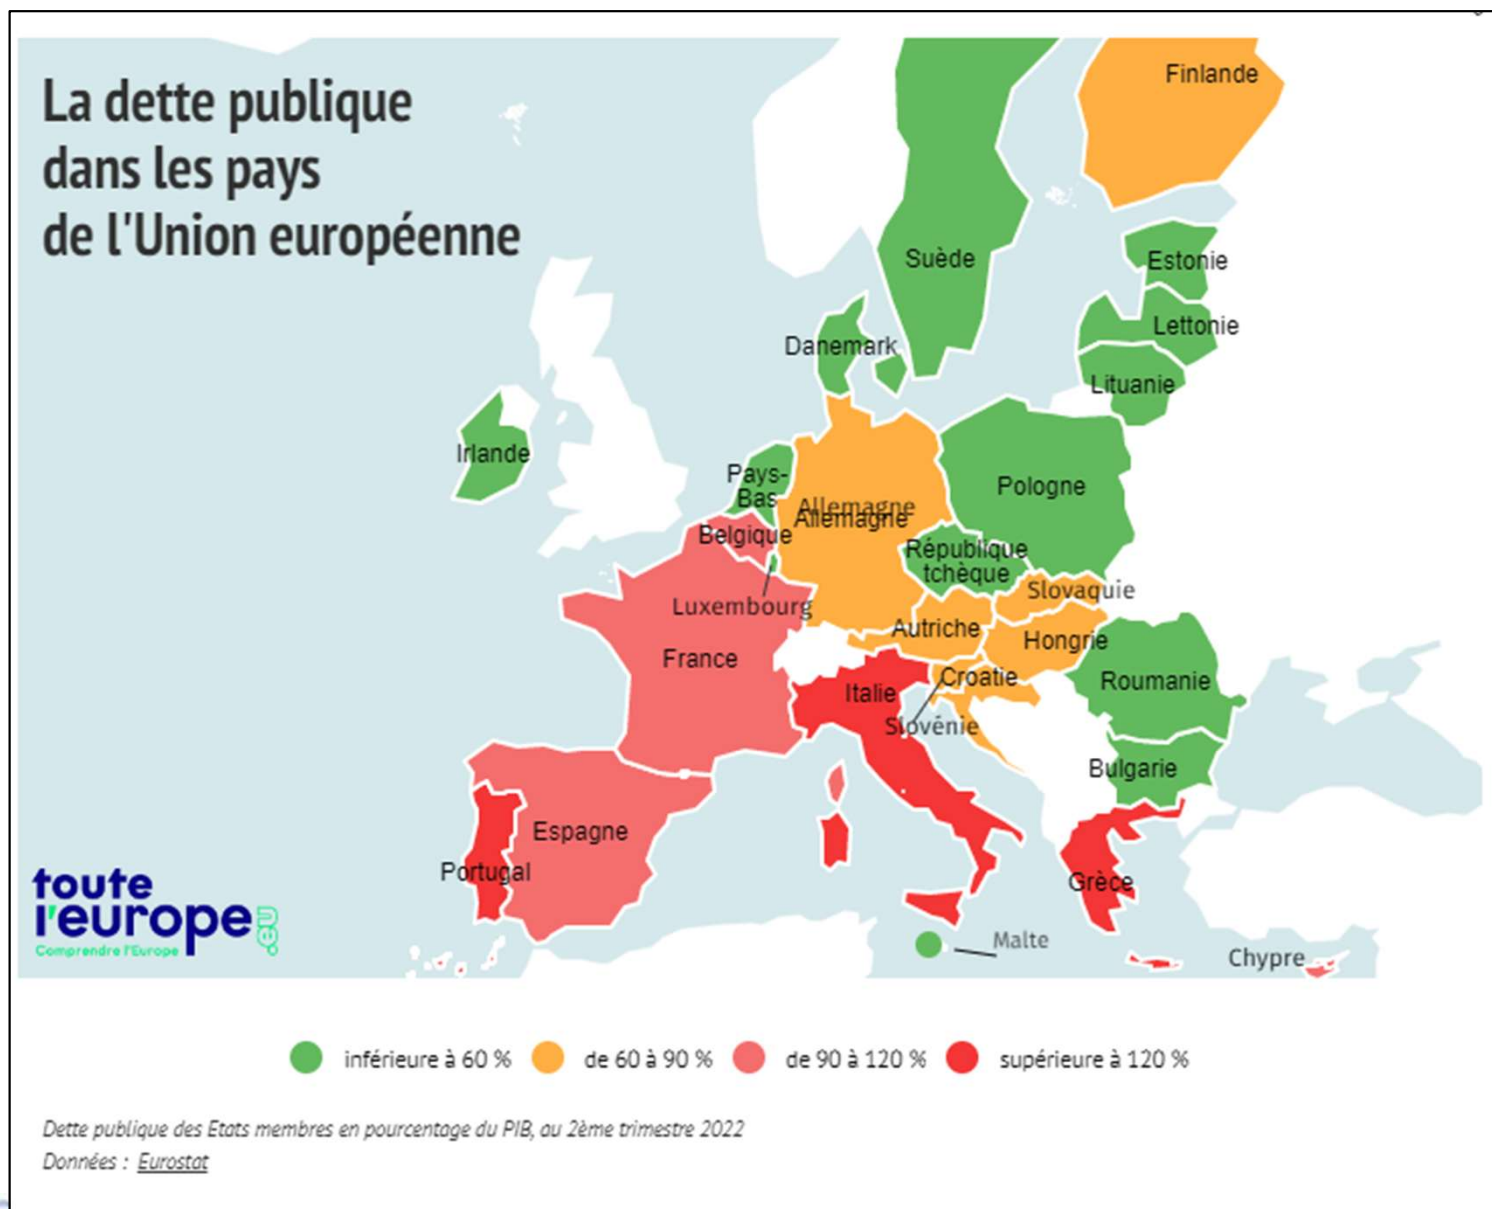 La dette publique
dans les pays
de l'Union européenne
Finlande
Suède
Estonie
Lettonie
Danemark
Lituanie
Irlande
Pays-
Bas
Pologne
Allemagne
Allemagne
Belgique
République
tchèque
Slovaquie
Luxembourg
Autriche
Hongrie
France
Croatie
Roumanie
Italie
Slovénie
Bulgarie
Espagne
Portugal
Grèce
Malte
Chypre
toute
l'europe.eu
Comprendre l'Europe
inférieure à 60 % de 60 à 90 % de 90 à 120 % supérieure à 120 %
Dette publique des Etats membres en pourcentage du PIB, au 2ème trimestre 2022
Données : Eurostat